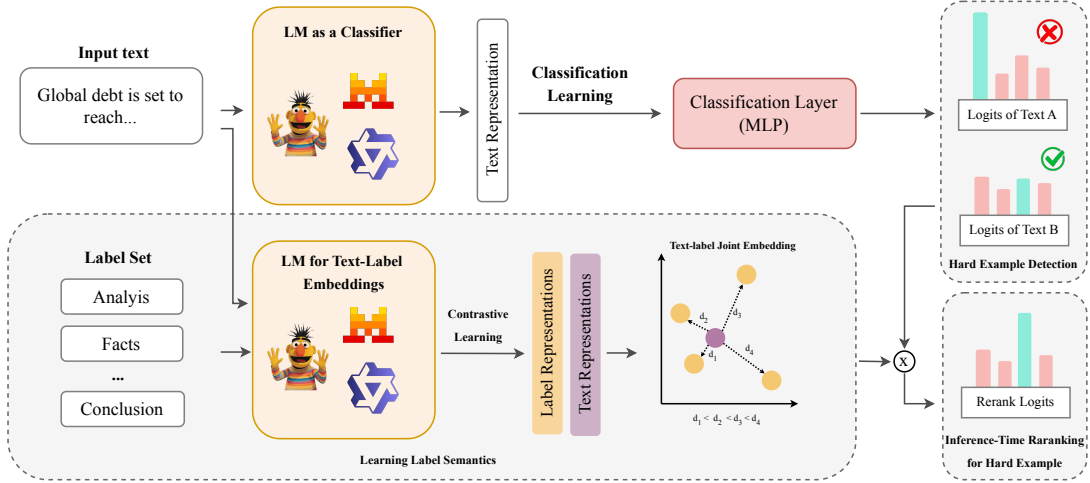 Input text
Global debt is set to
reach...
LM as a Classifier
Text Representation
Classification
Learning
Classification Layer
(MLP)
Logits of Text A
Logits of Text B
Hard Example Detection
Label Set
Analyis
Facts
...
Conclusion
LM for Text-Label
Embeddings
Contrastive
Learning
Label Representations
Text Representations
Text-label Joint Embedding
d2
d3
d1
d4
d1 < d2 < d3 < d4
Learning Label Semantics
X
Rerank Logits
Inference-Time Raranking
for Hard Example